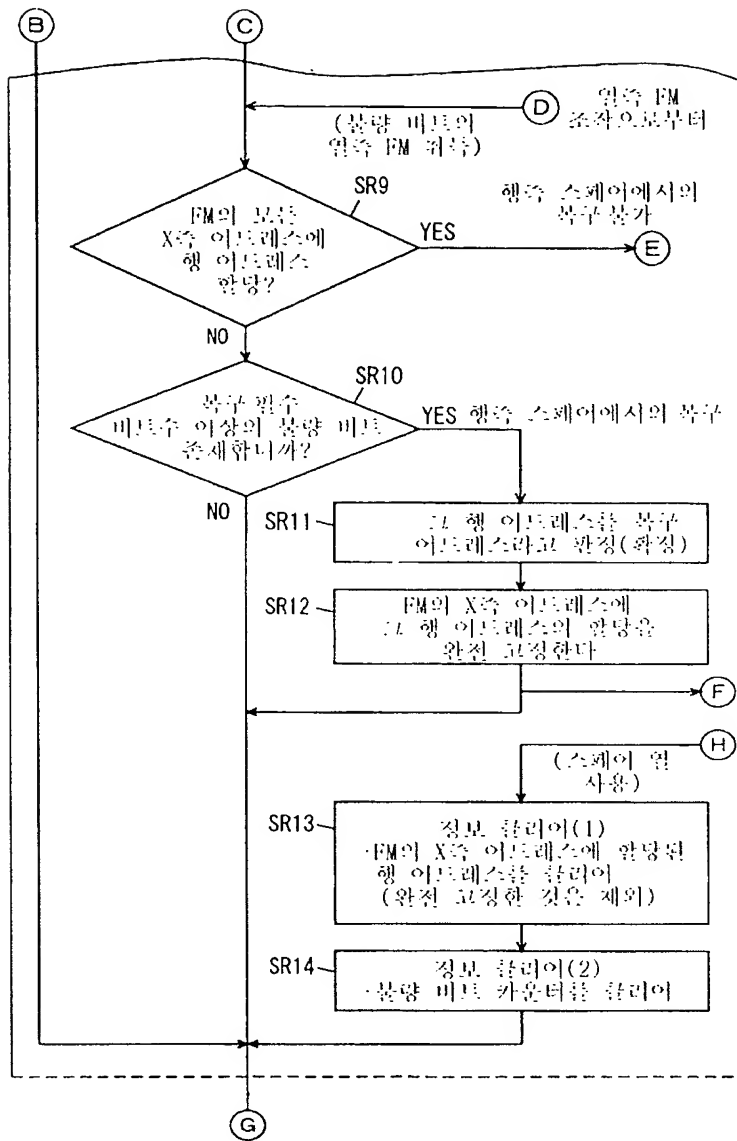 B
C
D
열측 FM
조작으로부터
(불량 비트의
열측 FM 취득)
SR9
FM의 모든
X측 어드레스에
행 어드레스
할당?
YES
행측 스페어에서의
복구 불가
E
NO
SR10
복구 필수
비트수 이상의 불량 비트
존재합니까?
YES 행측 스페어에서의 복구
NO
SR11
그 행 어드레스를 복구
어드레스라고 판정(확정)
SR12
FM의 X측 어드레스에
그 행 어드레스의 할당을
완전 고정한다
F
H
(스페어 열
사용)
SR13
정보 클리어(1)
·FM의 X측 어드레스에 할당된
행 어드레스를 클리어
(완전 고정한 것은 제외)
SR14
정보 클리어(2)
·불량 비트 카운터를 클리어
G